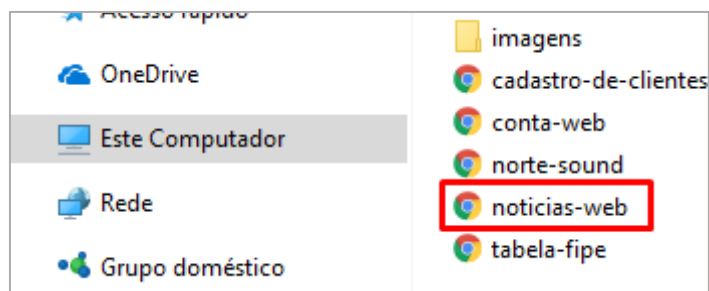 Acesso rápido
OneDrive
Este Computador
Rede
Grupo doméstico
imagens
cadastro-de-clientes
conta-web
norte-sound
noticias-web
tabela-fipe